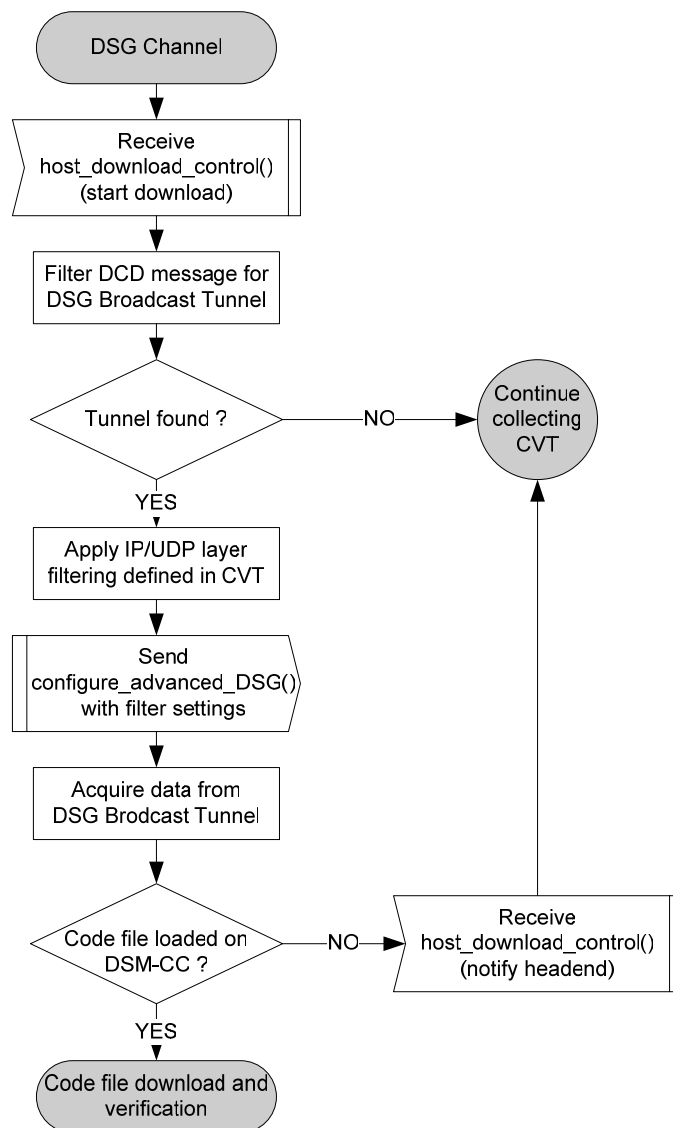 DSG Channel
Receive
host_download_control()
(start download)
Filter DCD message for
DSG Broadcast Tunnel
Tunnel found ?
NO
Continue
collecting
CVT
YES
Apply IP/UDP layer
filtering defined in CVT
Send
configure_advanced_DSG()
with filter settings
Acquire data from
DSG Brodcast Tunnel
Code file loaded on
DSM-CC ?
NO
Receive
host_download_control()
(notify headend)
YES
Code file download and
verification